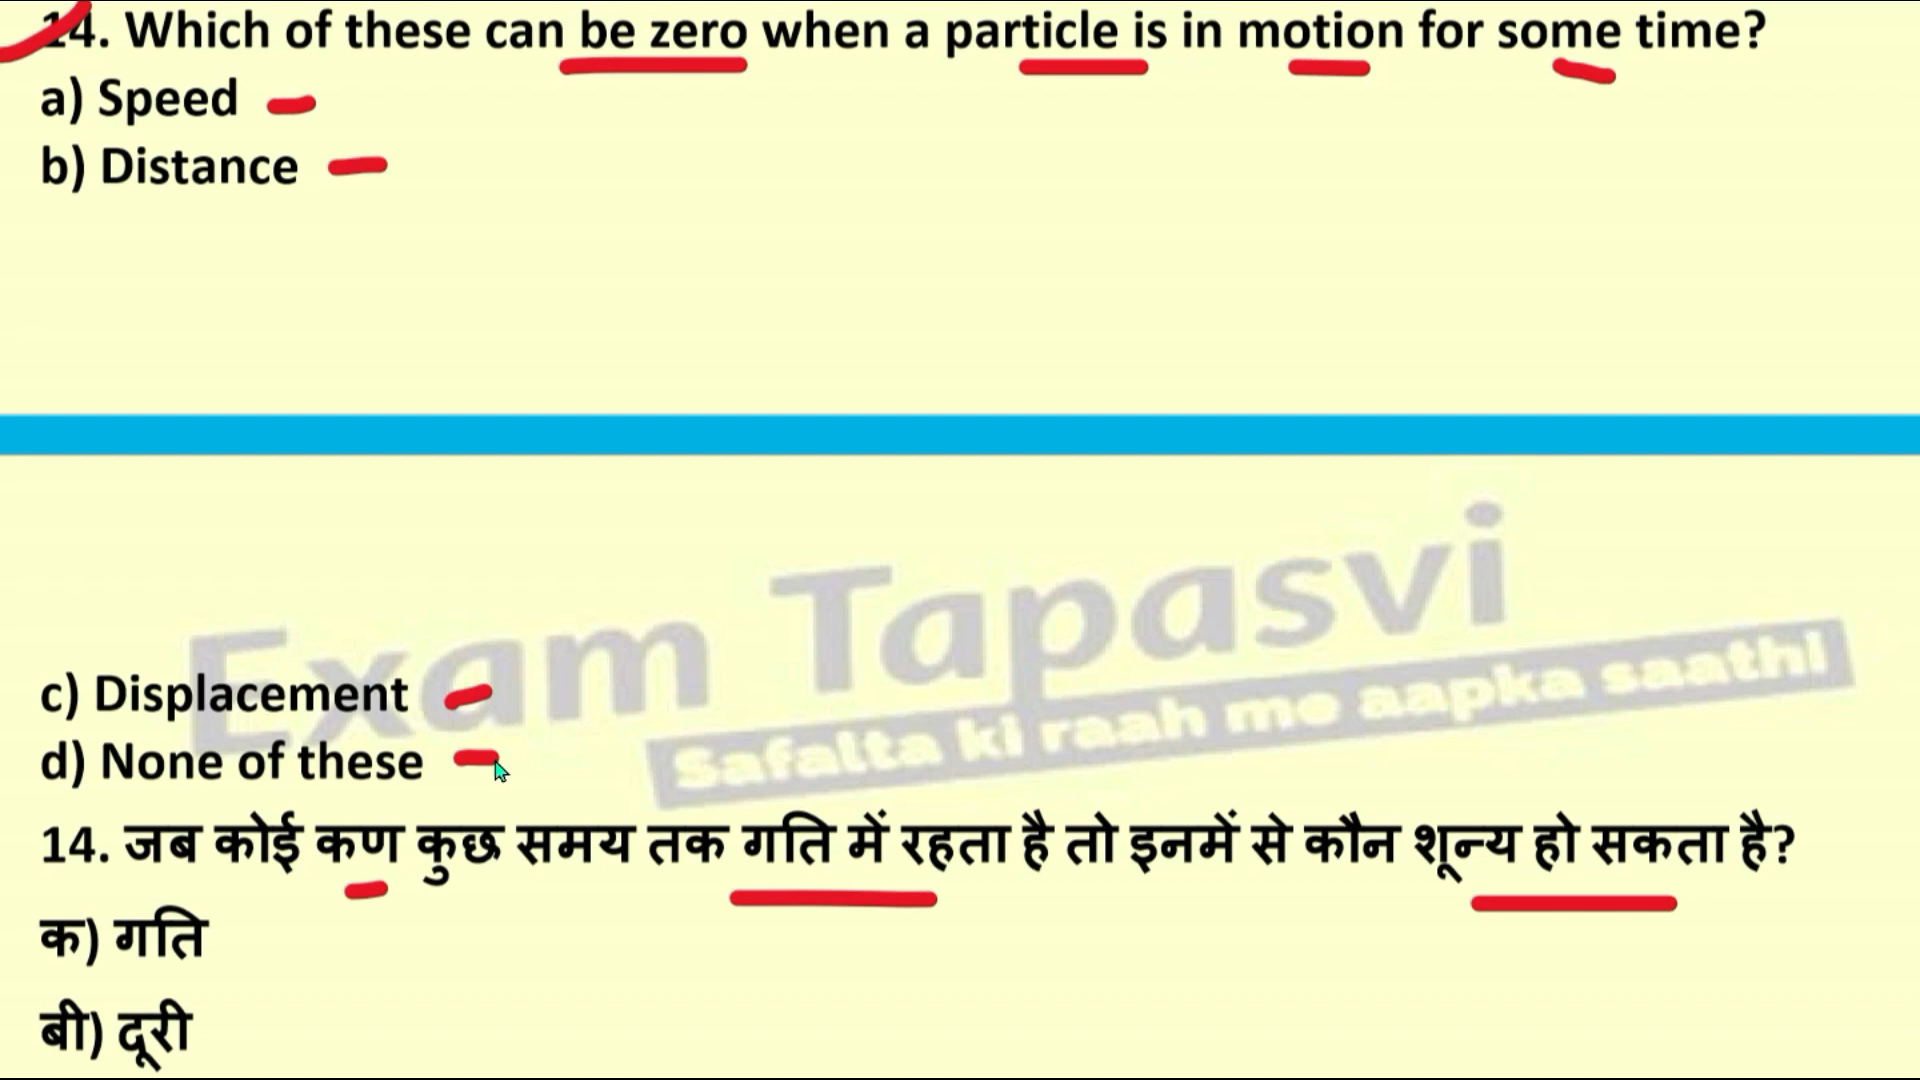 14. Which of these can be zero when a particle is in motion for some time?
a) Speed
b) Distance
Exam Tapasvi
Safalta ki raah me aapka saathi
c) Displacement
d) None of these
14. जब कोई कण कुछ समय तक गति में रहता है तो इनमें से कौन शून्य हो सकता है?
क) गति
बी) दूरी